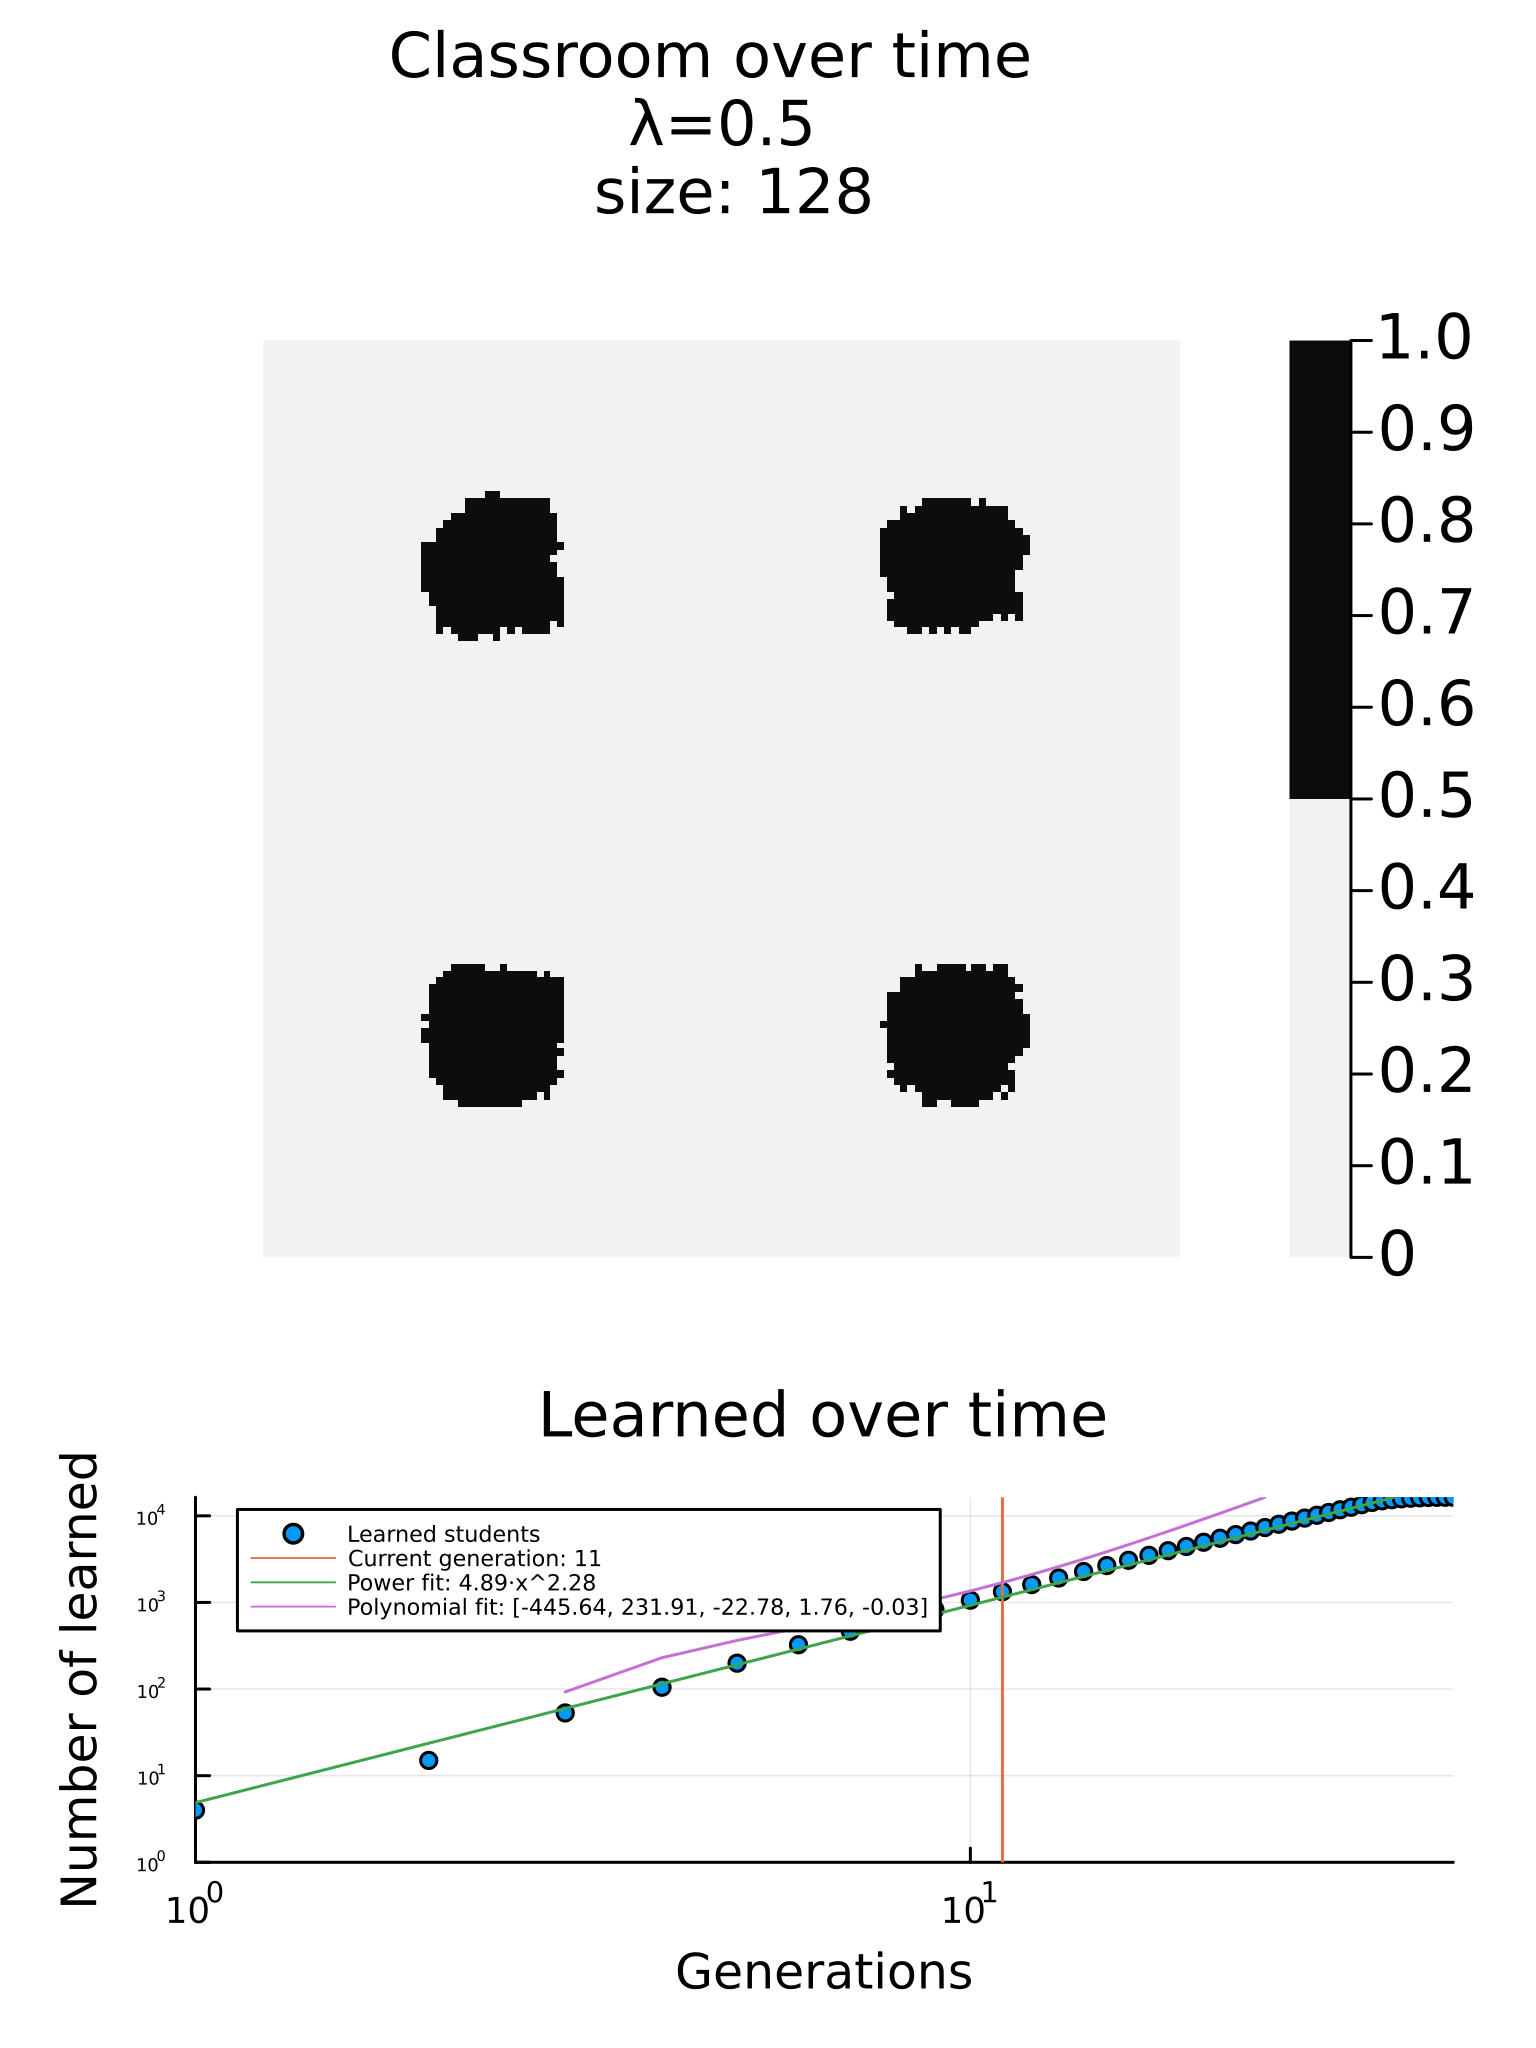 Classroom over time
λ=0.5
size: 128
1.0
0.9
0.8
0.7
0.6
0.5
0.4
0.3
0.2
0.1
0
Learned over time
Number of learned
10⁴
10³
10²
10¹
10⁰
Learned students
Current generation: 11
Power fit: 4.89·x^2.28
Polynomial fit: [-445.64, 231.91, -22.78, 1.76, -0.03]
10⁰ 10¹
Generations